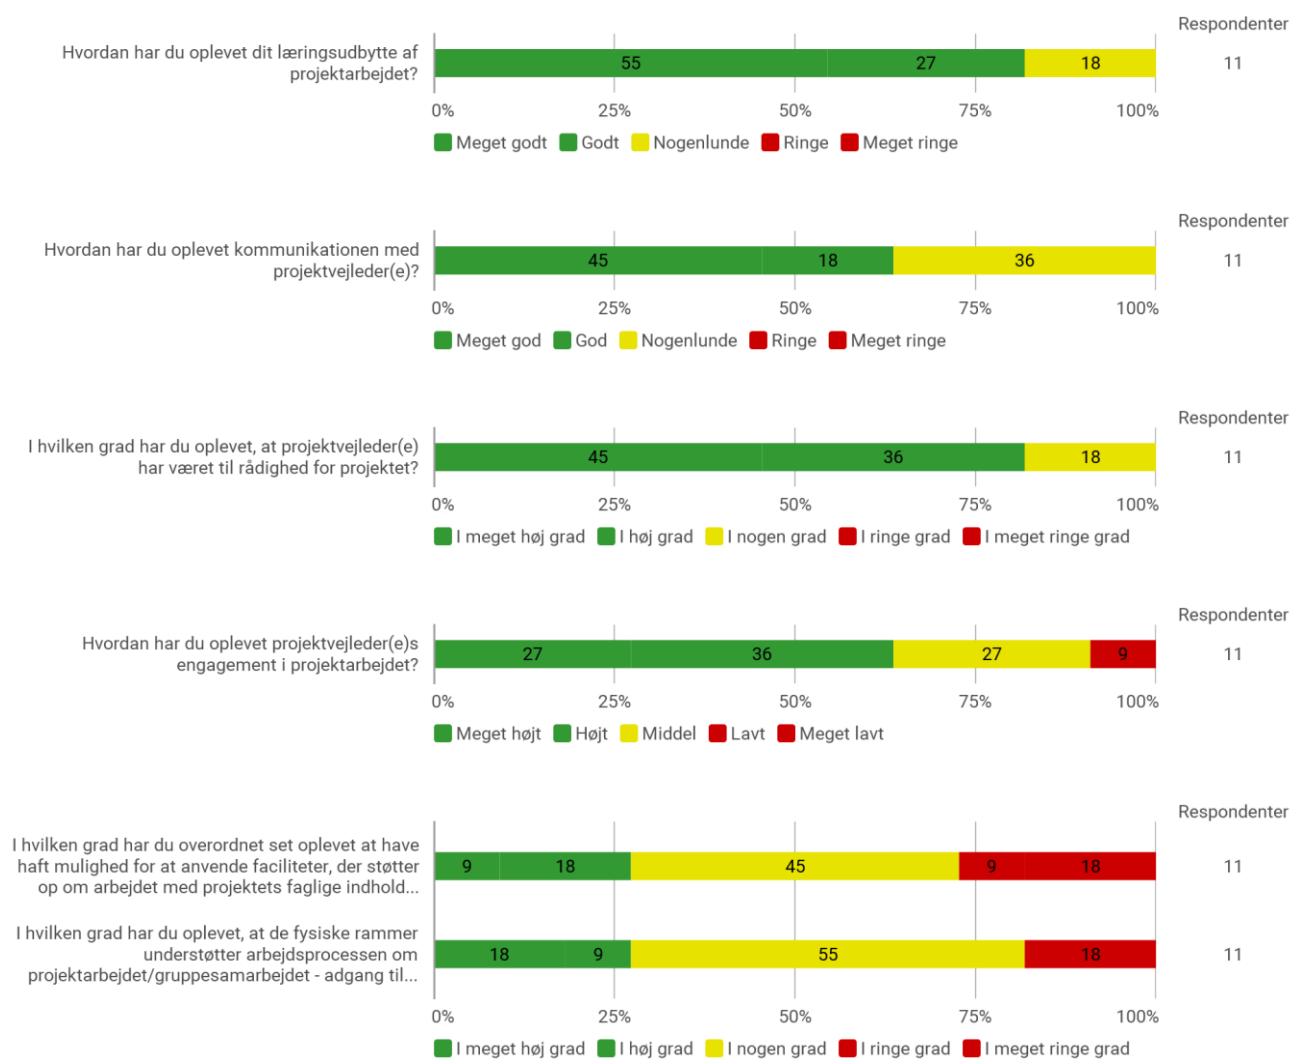 Respondenter
Hvordan har du oplevet dit læringsudbytte af
projektarbejdet?
55 27 18 11
0% 25% 50% 75% 100%
Meget godt Godt Nogenlunde Ringe Meget ringe
Respondenter
Hvordan har du oplevet kommunikationen med
projektvejleder(e)?
45 18 36 11
0% 25% 50% 75% 100%
Meget god God Nogenlunde Ringe Meget ringe
Respondenter
I hvilken grad har du oplevet, at projektvejleder(e)
har været til rådighed for projektet?
45 36 18 11
0% 25% 50% 75% 100%
I meget høj grad I høj grad I nogen grad I ringe grad I meget ringe grad
Respondenter
Hvordan har du oplevet projektvejleder(e)s
engagement i projektarbejdet?
27 36 27 9 11
0% 25% 50% 75% 100%
Meget højt Højt Middel Lavt Meget lavt
Respondenter
I hvilken grad har du overordnet set oplevet at have
haft mulighed for at anvende faciliteter, der støtter
op om arbejdet med projektets faglige indhold...
9 18 45 9 18 11
I hvilken grad har du oplevet, at de fysiske rammer
understøtter arbejdsprocessen om
projektarbejdet/gruppesamarbejdet - adgang til...
18 9 55 18 11
0% 25% 50% 75% 100%
I meget høj grad I høj grad I nogen grad I ringe grad I meget ringe grad